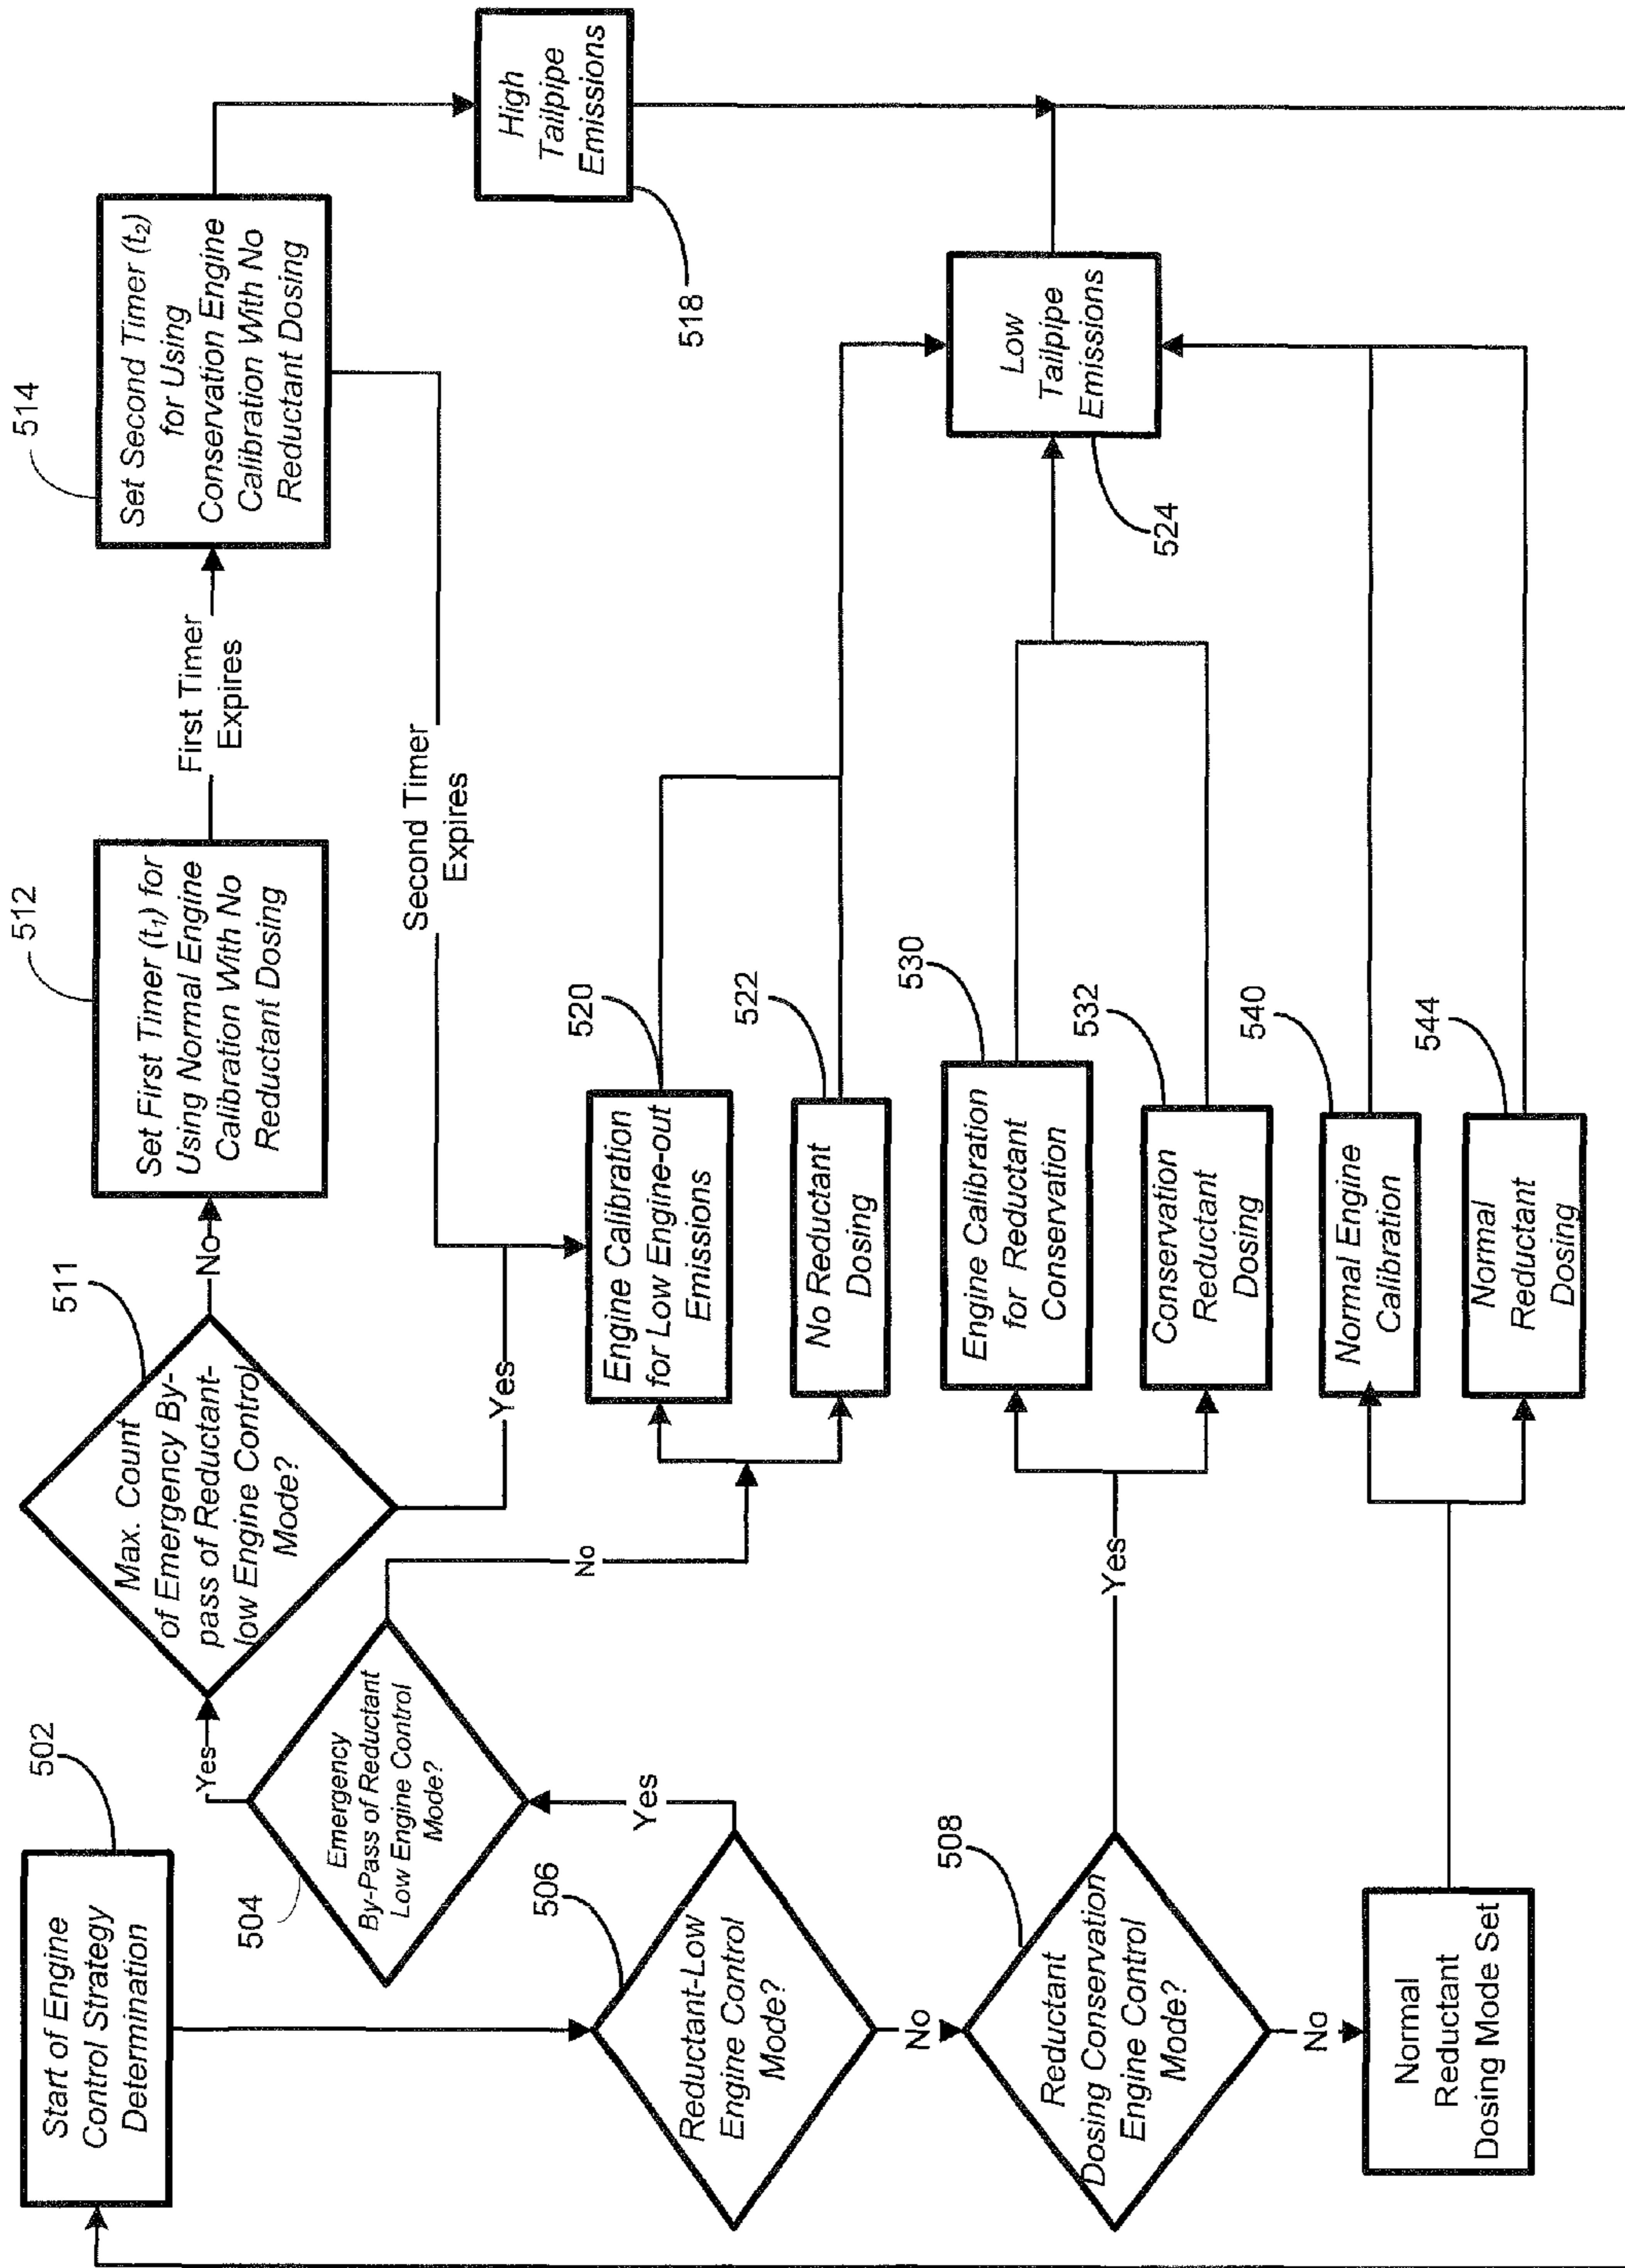 502
Start of Engine
Control Strategy
Determination
504
Emergency
By-Pass of Reductant
Low Engine Control
Mode?
Yes
No
506
Reductant-Low
Engine Control
Mode?
Yes
No
508
Reductant
Dosing Conservation
Engine Control
Mode?
Yes
No
Normal
Reductant
Dosing Mode Set
511
Max. Count
of Emergency By-
pass of Reductant-
low Engine Control
Mode?
No
Yes
512
Set First Timer (t1) for
Using Normal Engine
Calibration With No
Reductant Dosing
First Timer
Expires
514
Set Second Timer (t2)
for Using
Conservation Engine
Calibration With No
Reductant Dosing
Second Timer
Expires
High
Tailpipe
Emissions
518
520
Engine Calibration
for Low Engine-out
Emissions
522
No Reductant
Dosing
530
Engine Calibration
for Reductant
Conservation
532
Conservation
Reductant
Dosing
540
Normal Engine
Calibration
544
Normal
Reductant
Dosing
Low
Tailpipe
Emissions
524